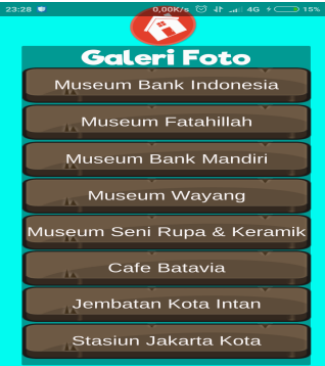 23:28 0,00K/s 4G 15%
Galeri Foto
Museum Bank Indonesia
Museum Fatahillah
Museum Bank Mandiri
Museum Wayang
Museum Seni Rupa & Keramik
Cafe Batavia
Jembatan Kota Intan
Stasiun Jakarta Kota